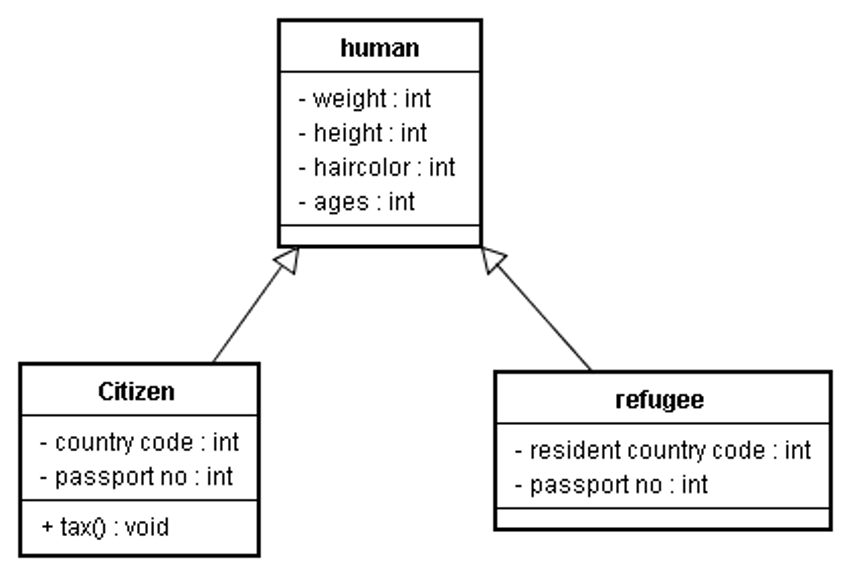 human
- weight : int
- height : int
- haircolor : int
- ages : int
Citizen
- country code : int
- passport no : int
+ tax() : void
refugee
- resident country code : int
- passport no : int